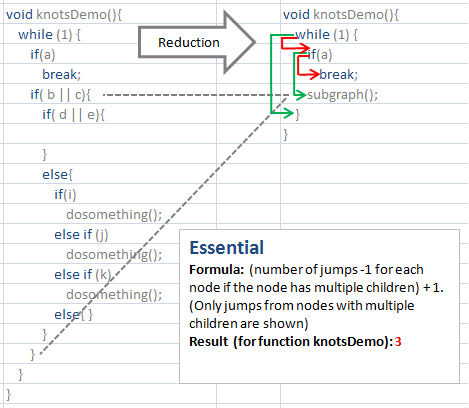 void knotsDemo(){
while (1) {
if(a)
break;
if( b || c){
if( d || e){
}
else{
if(i)
dosomething();
else if (j)
dosomething();
else if (k)
dosomething();
else{ }
}
}
}
}
Reduction
void knotsDemo(){
while (1) {
if(a)
break;
subgraph();
}
}
Essential
Formula: (number of jumps -1 for each
node if the node has multiple children) + 1.
(Only jumps from nodes with multiple
children are shown)
Result (for function knotsDemo): 3